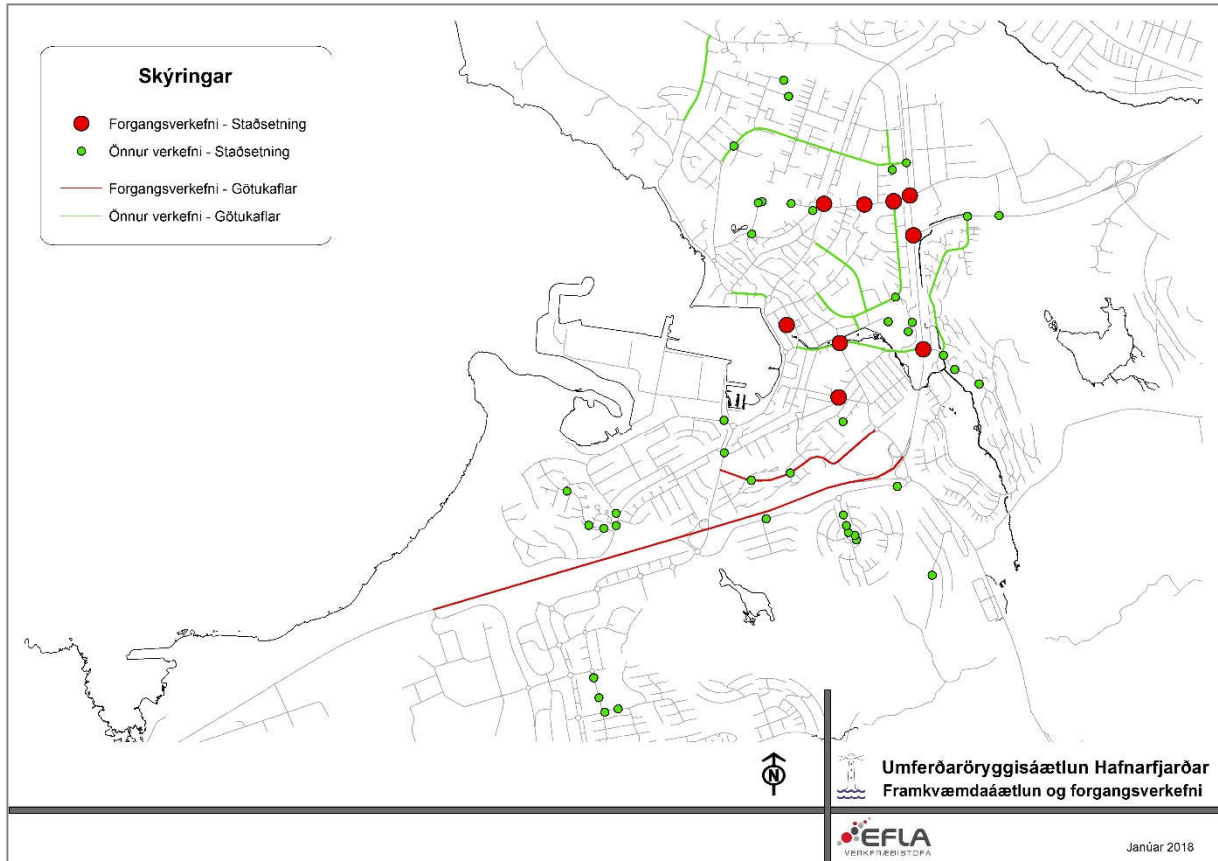 Skýringar
Forgangsverkefni - Staðsetning
Önnur verkefni - Staðsetning
Forgangsverkefni - Götukaflar
Önnur verkefni - Götukaflar
N
Umferðaröryggisáætlun Hafnarfjarðar
Framkvæmdaáætlun og forgangsverkefni
EFLA
VERKFRÆÐISTOFA
Janúar 2018